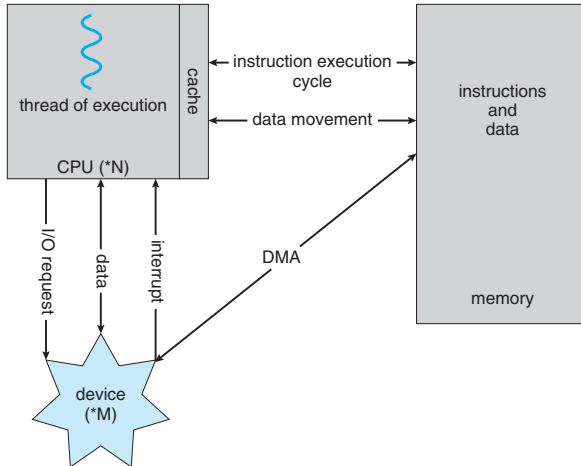 thread of execution
cache
CPU (*N)
instruction execution
cycle
data movement
instructions
and
data
memory
I/O request
data
interrupt
DMA
device
(*M)